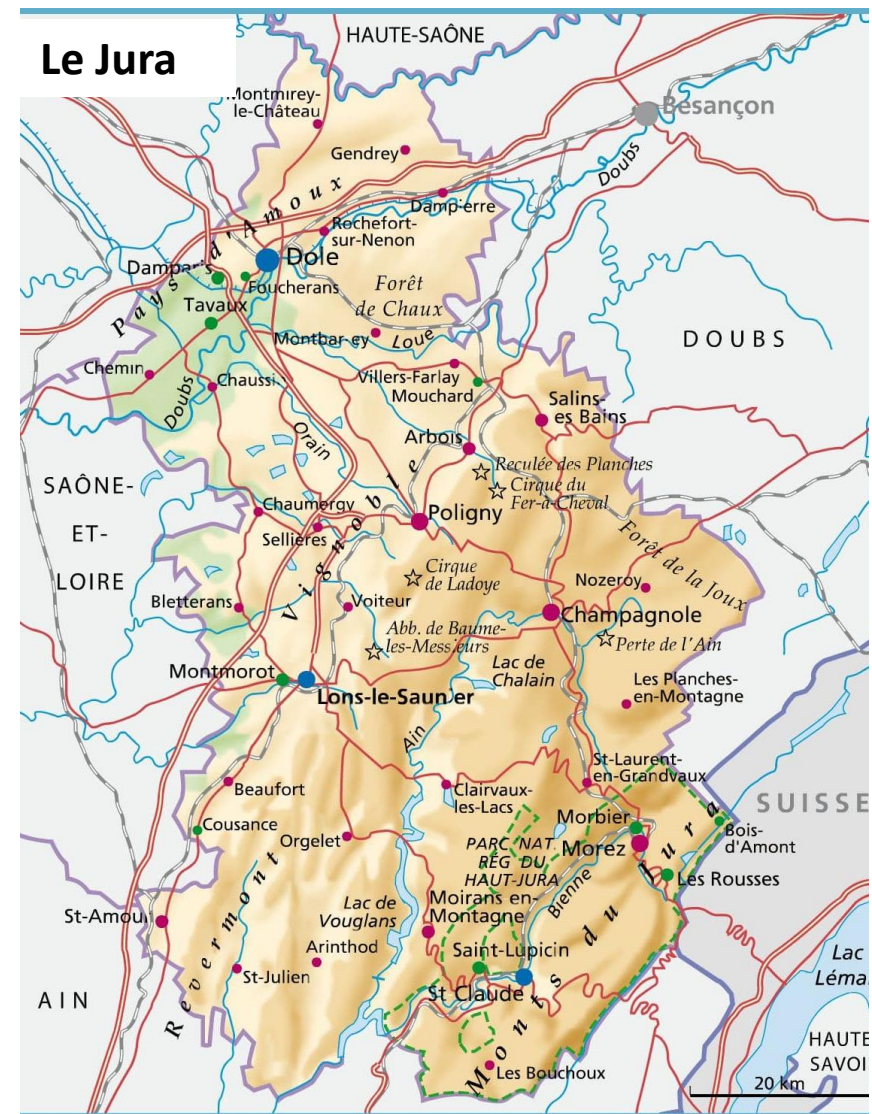 Le Jura
HAUTE-SAÔNE
Montmirey-
le-Château
Besançon
Gendrey
Doubs
Dampierre
Pays d'Amoux
Rochefort-
sur-Nenon
Dole
Damparis
Foucherans
Forêt
de Chaux
Tavaux
Montbarrey
Loue
DOUBS
Chemin
Chaussin
Doubs
Villers-Farlay
Mouchard
Salins-
les Bains
Orain
Arbois
Reculée des Planches
Cirque du
Fer-à-Cheval
SAÔNE-
ET-
LOIRE
Chaumergy
Poligny
Sellières
Vignoble
Forêt de la Joux
Cirque
de Ladoye
Nozeroy
Bletterans
Voiteur
Champagnole
Abb. de Baume-
les-Messieurs
Perte de l'Ain
Montmorot
Lac de
Chalain
Les Planches-
en-Montagne
Lons-le-Saunier
Ain
St-Laurent-
en-Grandvaux
Beaufort
Clairvaux-
les-Lacs
SUISSE
Morbier
Bois-
d'Amont
Cousance
Orgelet
PARC NAT.
RÉG DU
HAUT-JURA
Morez
Les Rousses
Bienne
St-Amour
Lac de
Vouglans
Moirans en-
Montagne
Revermont
Arinthod
Saint-Lupicin
Monts du Jura
St-Julien
St Claude
Lac
Léma
AIN
HAUTE
SAVOI
Les Bouchoux
20 km